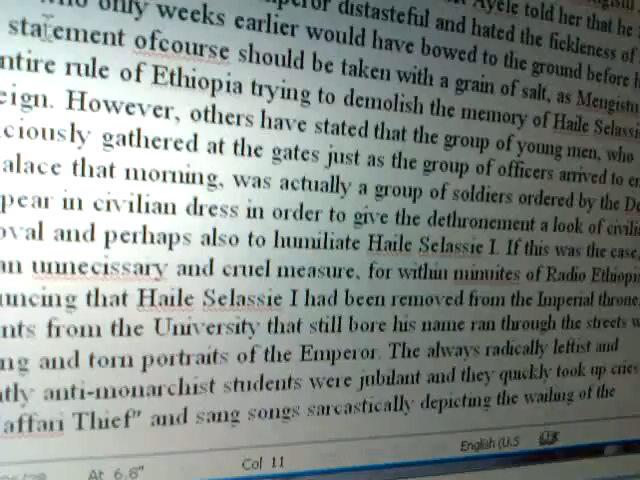 Ayele told her that he
only weeks earlier would have bowed to the ground before
distasteful and hated the fickleness of
statement ofcourse should be taken with a grain of salt, as Mengistu
ntire rule of Ethiopia trying to demolish the memory of Haile Selassi
eign. However, others have stated that the group of young men, who
ciously gathered at the gates just as the group of officers arrived to en
alace that morning, was actually a group of soldiers ordered by the De
pear in civilian dress in order to give the dethronement a look of civili
oval and perhaps also to humiliate Haile Selassie I. If this was the case,
an unnecissary and cruel measure, for within minuites of Radio Ethiopia
uncing that Haile Selassie I had been removed from the Imperial throne,
nts from the University that still bore his name ran through the streets w
ng and torn portraits of the Emperor. The always radically leftist and
tly anti-monarchist students were jubilant and they quickly took up cries
affari Thief" and sang songs sarcastically depicting the wailing of the
At 6.6" Col 11 English (U.S